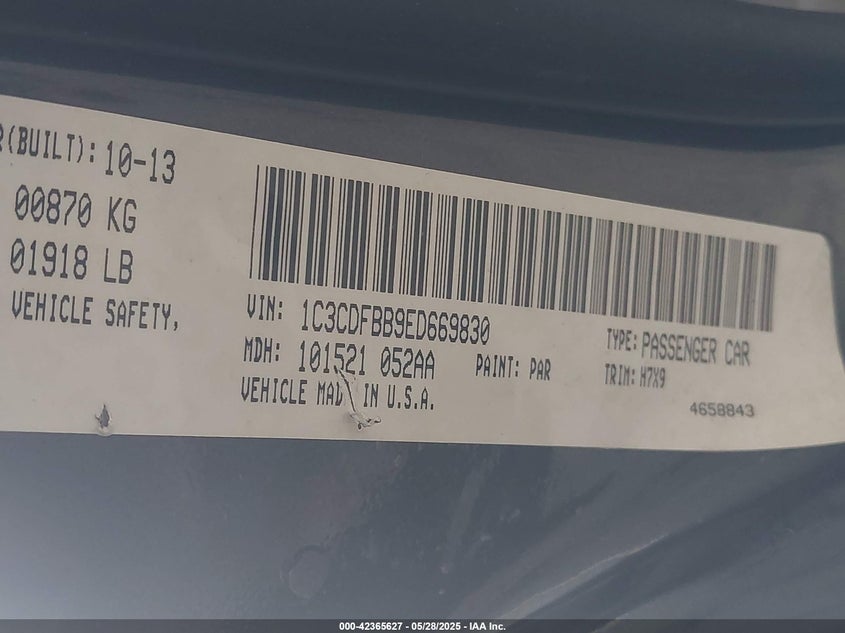 R(BUILT): 10-13
00870 KG
01918 LB
VEHICLE SAFETY,
VIN: 1C3CDFBB9ED669830
MDH: 101521 052AA
PAINT: PAR
VEHICLE MAD IN U.S.A.
TYPE: PASSENGER CAR
TRIM: H7X9
4658843
000-42365627 - 05/28/2025 - IAA Inc.